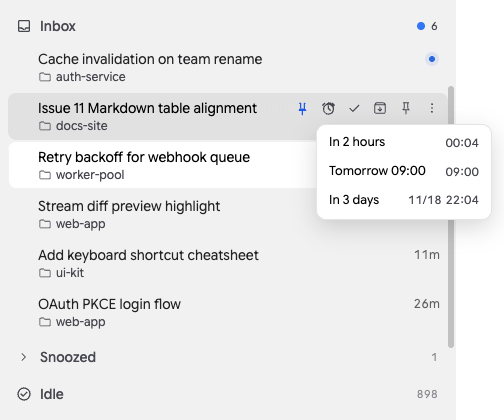 Inbox 6
Cache invalidation on team rename
auth-service
Issue 11 Markdown table alignment
docs-site
In 2 hours 00:04
Retry backoff for webhook queue
worker-pool
Tomorrow 09:00 09:00
In 3 days 11/18 22:04
Stream diff preview highlight
web-app
Add keyboard shortcut cheatsheet 11m
ui-kit
OAuth PKCE login flow 26m
web-app
Snoozed 1
Idle 898